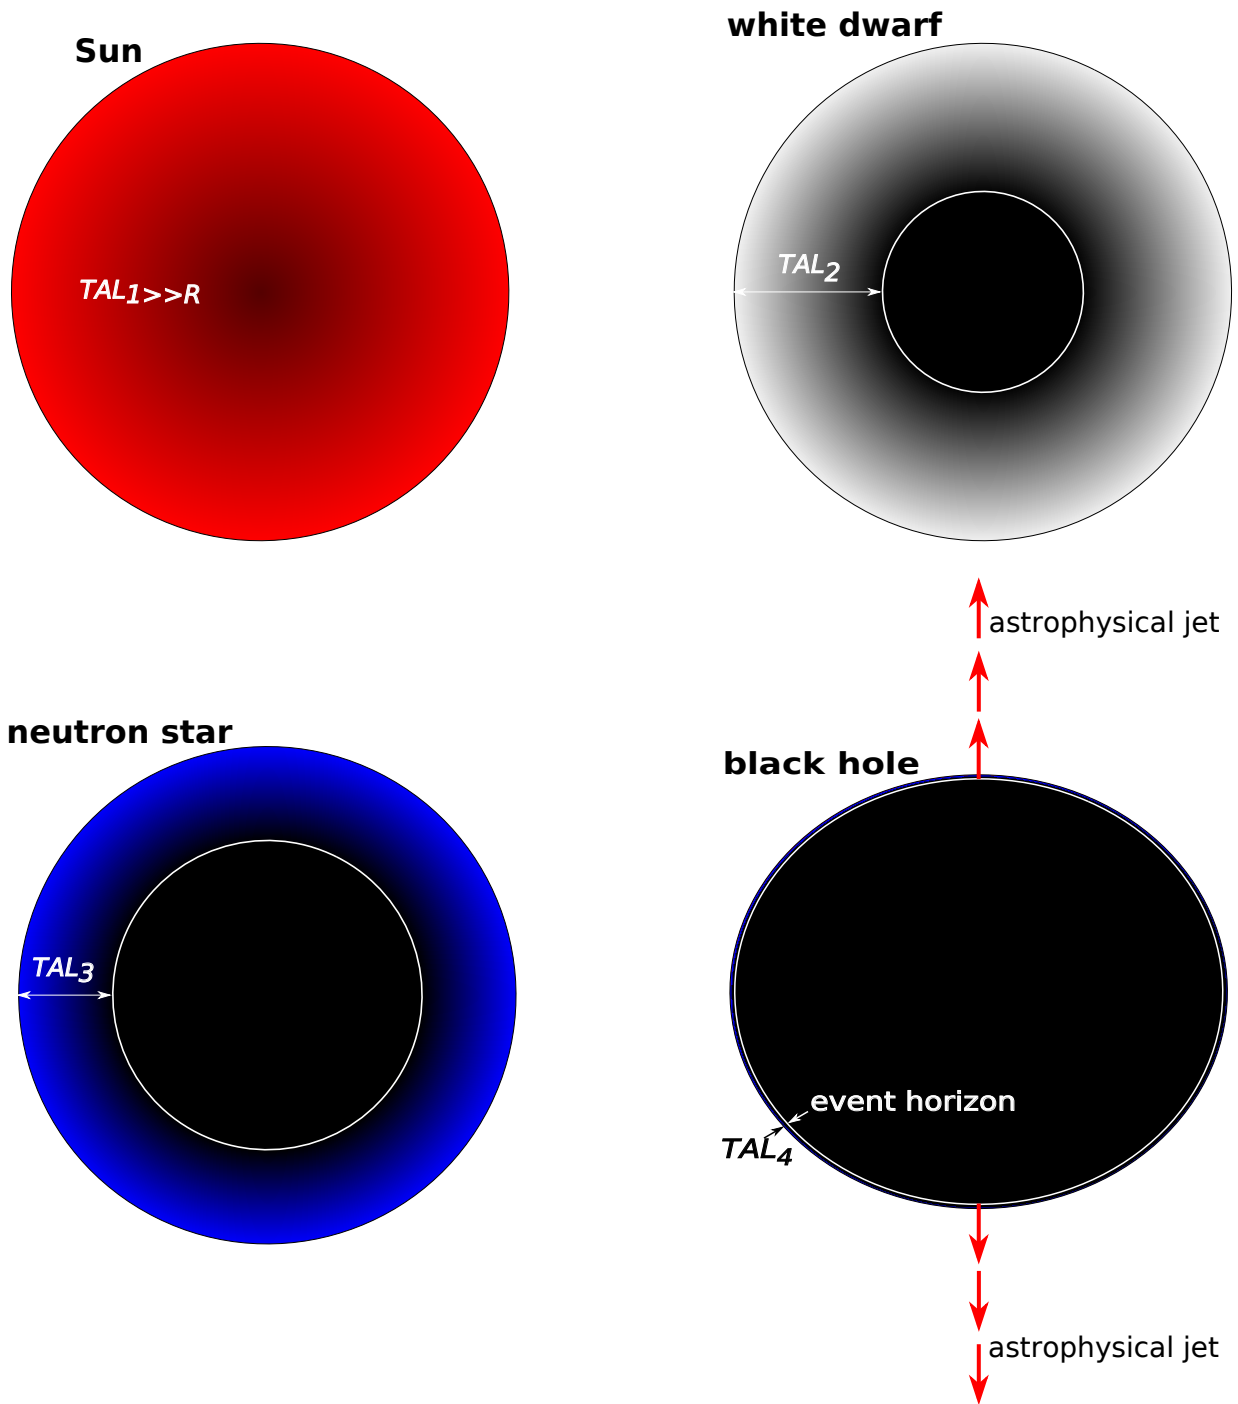 Sun
white dwarf
TAL1>>R
TAL2
astrophysical jet
neutron star
black hole
TAL3
event horizon
TAL4
astrophysical jet